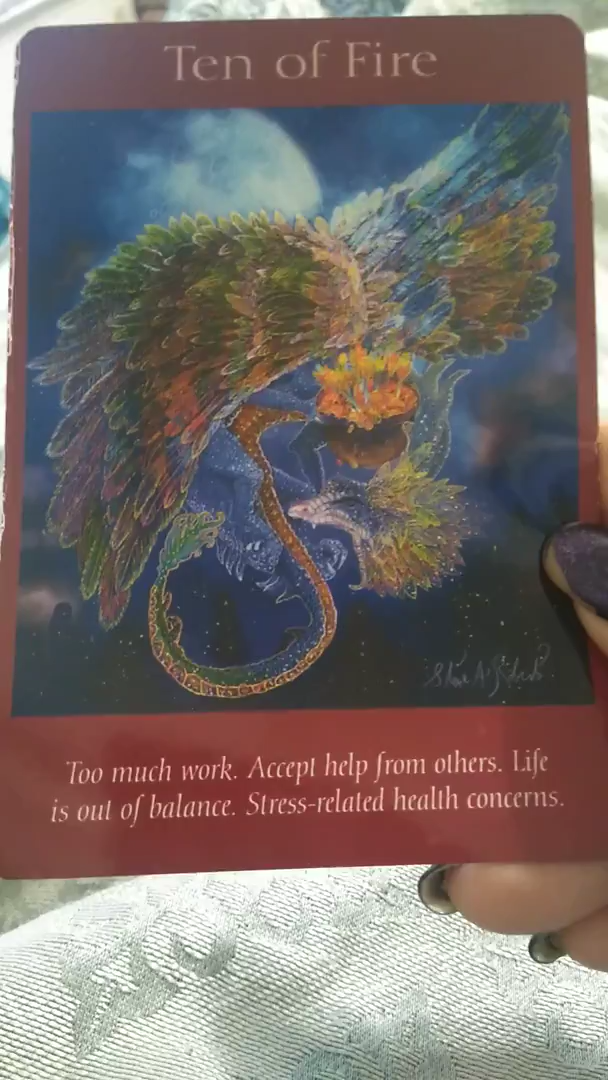 Ten of Fire
Too much work. Accept help from others. Life
is out of balance. Stress-related health concerns.